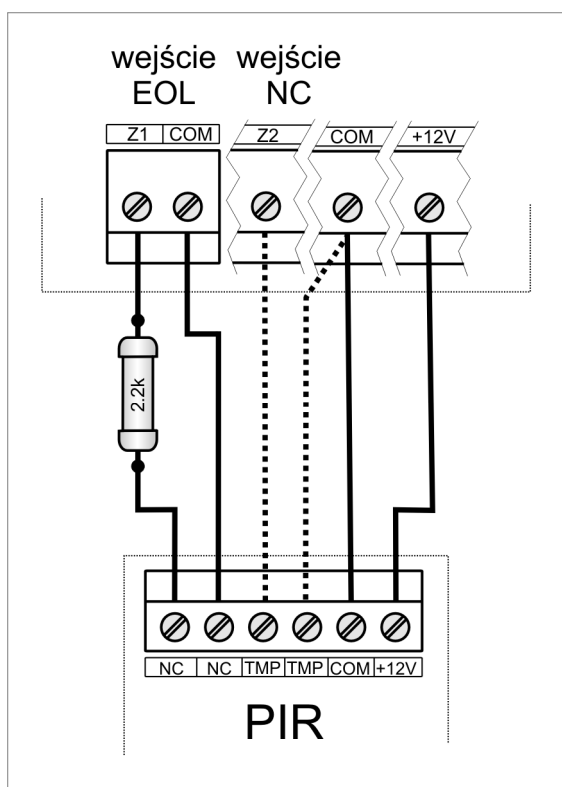 wejście wejście
EOL NC
Z1 COM Z2 COM +12V
2.2k
NC NC TMP TMP COM +12V
PIR